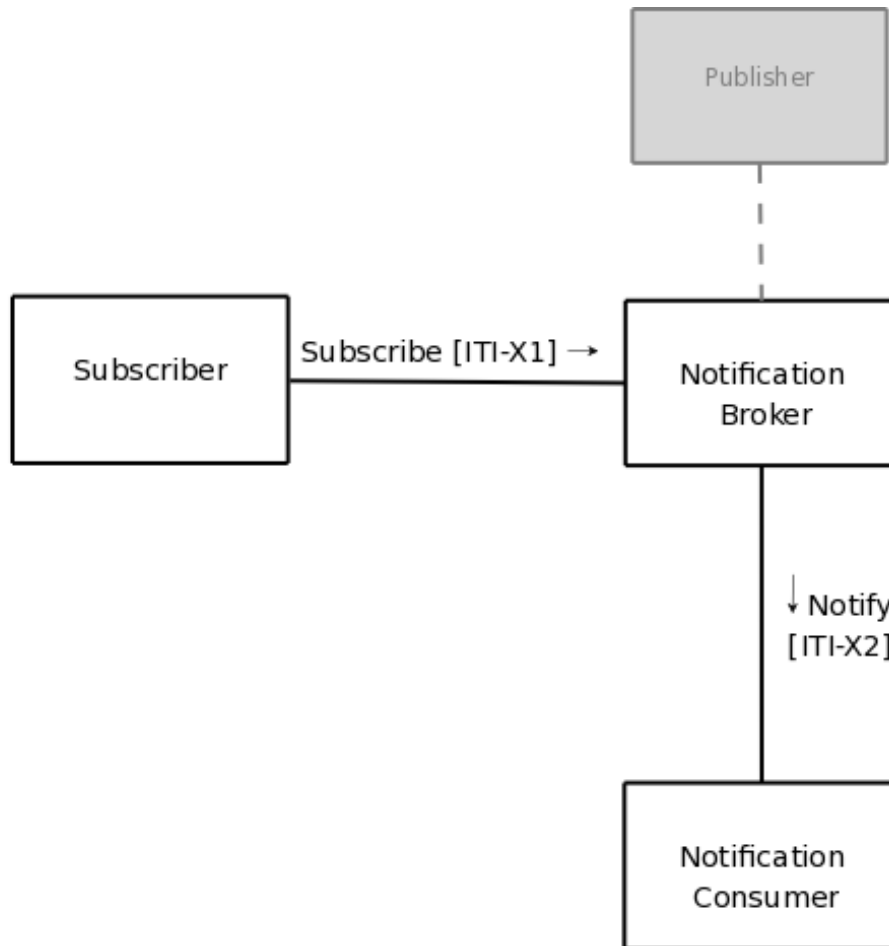 Publisher
Subscriber
Subscribe [ITI-X1] →
Notification
Broker
↓ Notify
[ITI-X2]
Notification
Consumer